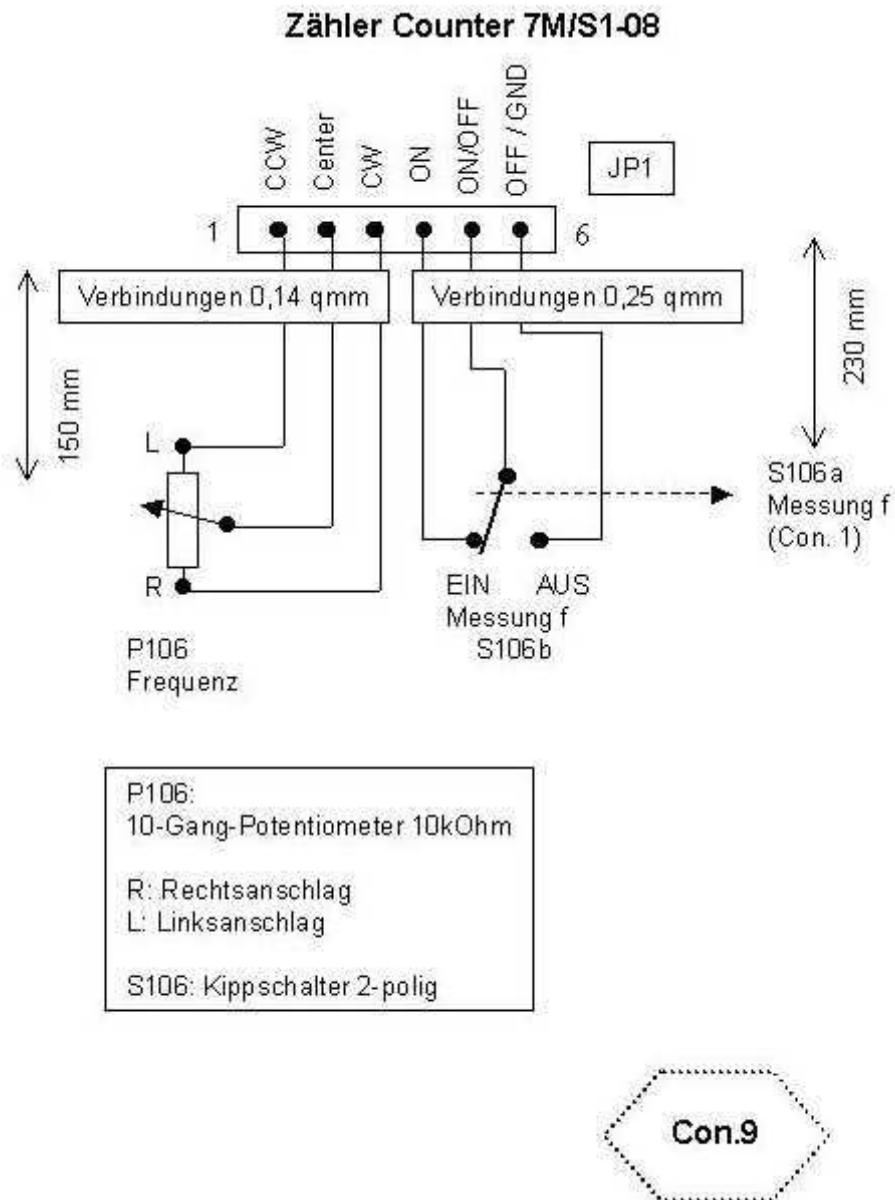 Zähler Counter 7M/S1-08
CCW
Center
CW
ON
ON/OFF
OFF / GND
JP1
1
6
Verbindungen 0,14 qmm
Verbindungen 0,25 qmm
150 mm
230 mm
L
R
P106
Frequenz
EIN AUS
Messung f
S106b
S106a
Messung f
(Con. 1)
P106:
10-Gang-Potentiometer 10kOhm
R: Rechtsanschlag
L: Linksanschlag
S106: Kippschalter 2-polig
Con.9